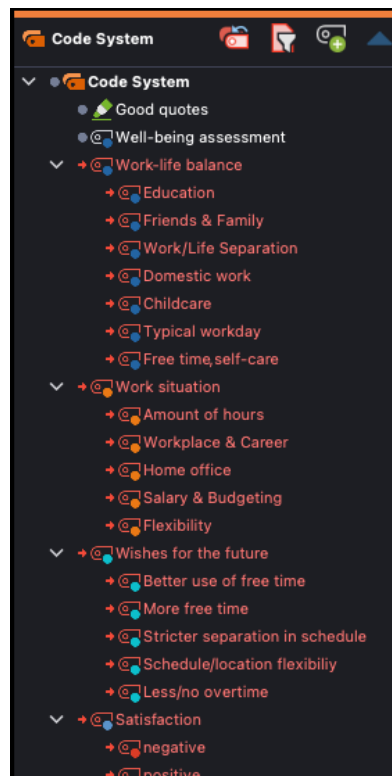 Code System
Code System
Good quotes
Well-being assessment
Work-life balance
Education
Friends & Family
Work/Life Separation
Domestic work
Childcare
Typical workday
Free time,self-care
Work situation
Amount of hours
Workplace & Career
Home office
Salary & Budgeting
Flexibility
Wishes for the future
Better use of free time
More free time
Stricter separation in schedule
Schedule/location flexibiliy
Less/no overtime
Satisfaction
negative
positive